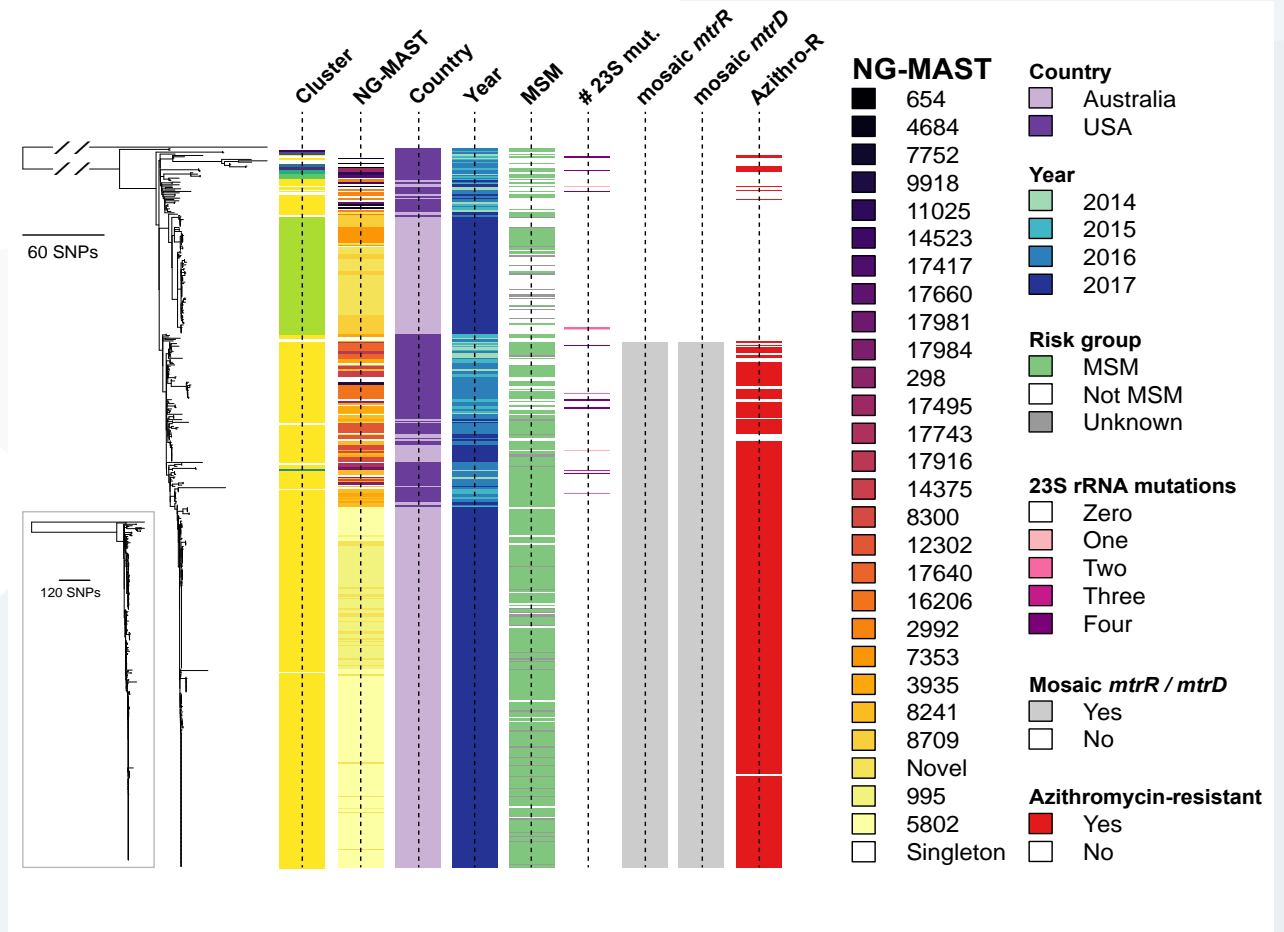 Cluster
NG-MAST
Country
Year
MSM
# 23S mut.
mosaic mtrR
mosaic mtrD
Azithro-R
60 SNPs
120 SNPs
NG-MAST
654
4684
7752
9918
11025
14523
17417
17660
17981
17984
298
17495
17743
17916
14375
8300
12302
17640
16206
2992
7353
3935
8241
8709
Novel
995
5802
Singleton
Country
Australia
USA
Year
2014
2015
2016
2017
Risk group
MSM
Not MSM
Unknown
23S rRNA mutations
Zero
One
Two
Three
Four
Mosaic mtrR / mtrD
Yes
No
Azithromycin-resistant
Yes
No